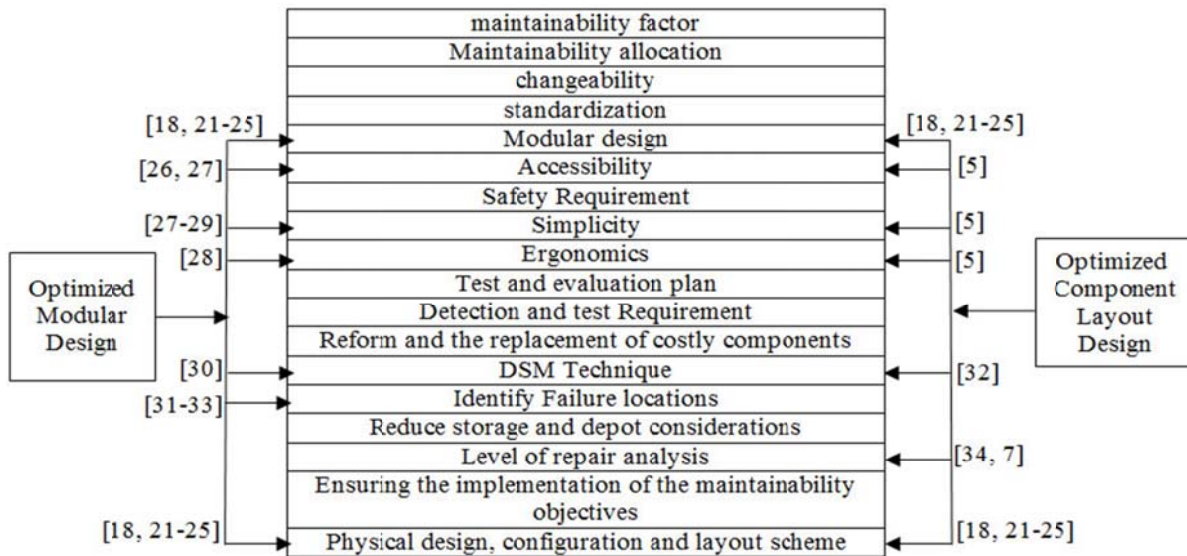 maintainability factor
Maintainability allocation
changeability
standardization
[18, 21-25]
Modular design
[18, 21-25]
[26, 27]
Accessibility
[5]
Safety Requirement
[27-29]
Simplicity
[5]
[28]
Ergonomics
[5]
Optimized
Modular
Design
Test and evaluation plan
Detection and test Requirement
Reform and the replacement of costly components
Optimized
Component
Layout
Design
[30]
DSM Technique
[32]
[31-33]
Identify Failure locations
Reduce storage and depot considerations
Level of repair analysis
[34, 7]
Ensuring the implementation of the maintainability
objectives
[18, 21-25]
Physical design, configuration and layout scheme
[18, 21-25]